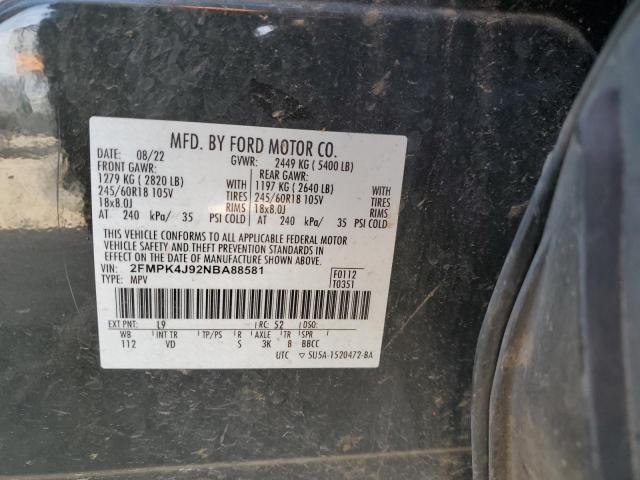 MFD. BY FORD MOTOR CO.
DATE: 08/22 GVWR: 2449 KG ( 5400 LB)
FRONT GAWR: REAR GAWR:
1279 KG ( 2820 LB) WITH 1197 KG ( 2640 LB) WITH
245/60R18 105V TIRES 245/60R18 105V TIRES
18x8.0J RIMS 18x8.0J RIMS
AT 240 kPa/ 35 PSI COLD AT 240 kPa/ 35 PSI COLD
THIS VEHICLE CONFORMS TO ALL APPLICABLE FEDERAL MOTOR
VEHICLE SAFETY AND THEFT PREVENTION STANDARDS IN
EFFECT ON THE DATE OF MANUFACTURE SHOWN ABOVE.
VIN: 2FMPK4J92NBA88581 F0112
TYPE: MPV T0351
EXT PNT: L9 RC: 52 DSO:
WB INT TR TP/PS R AXLE TR SPR
112 VD S 3K B BBCC
UTC ▽ SU5A-1520472-BA